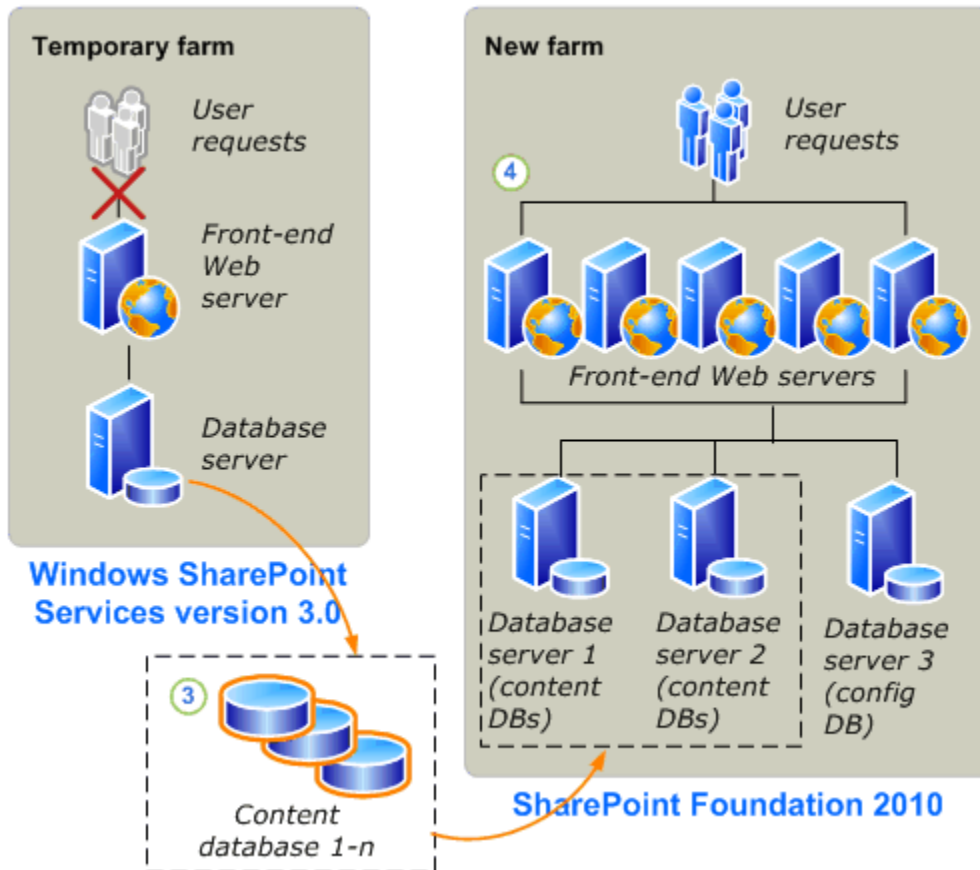 Temporary farm
User
requests
Front-end
Web
server
Database
server
Windows SharePoint
Services version 3.0
3
Content
database 1-n
New farm
User
requests
4
Front-end Web servers
Database
server 1
(content
DBs)
Database
server 2
(content
DBs)
Database
server 3
(config
DB)
SharePoint Foundation 2010